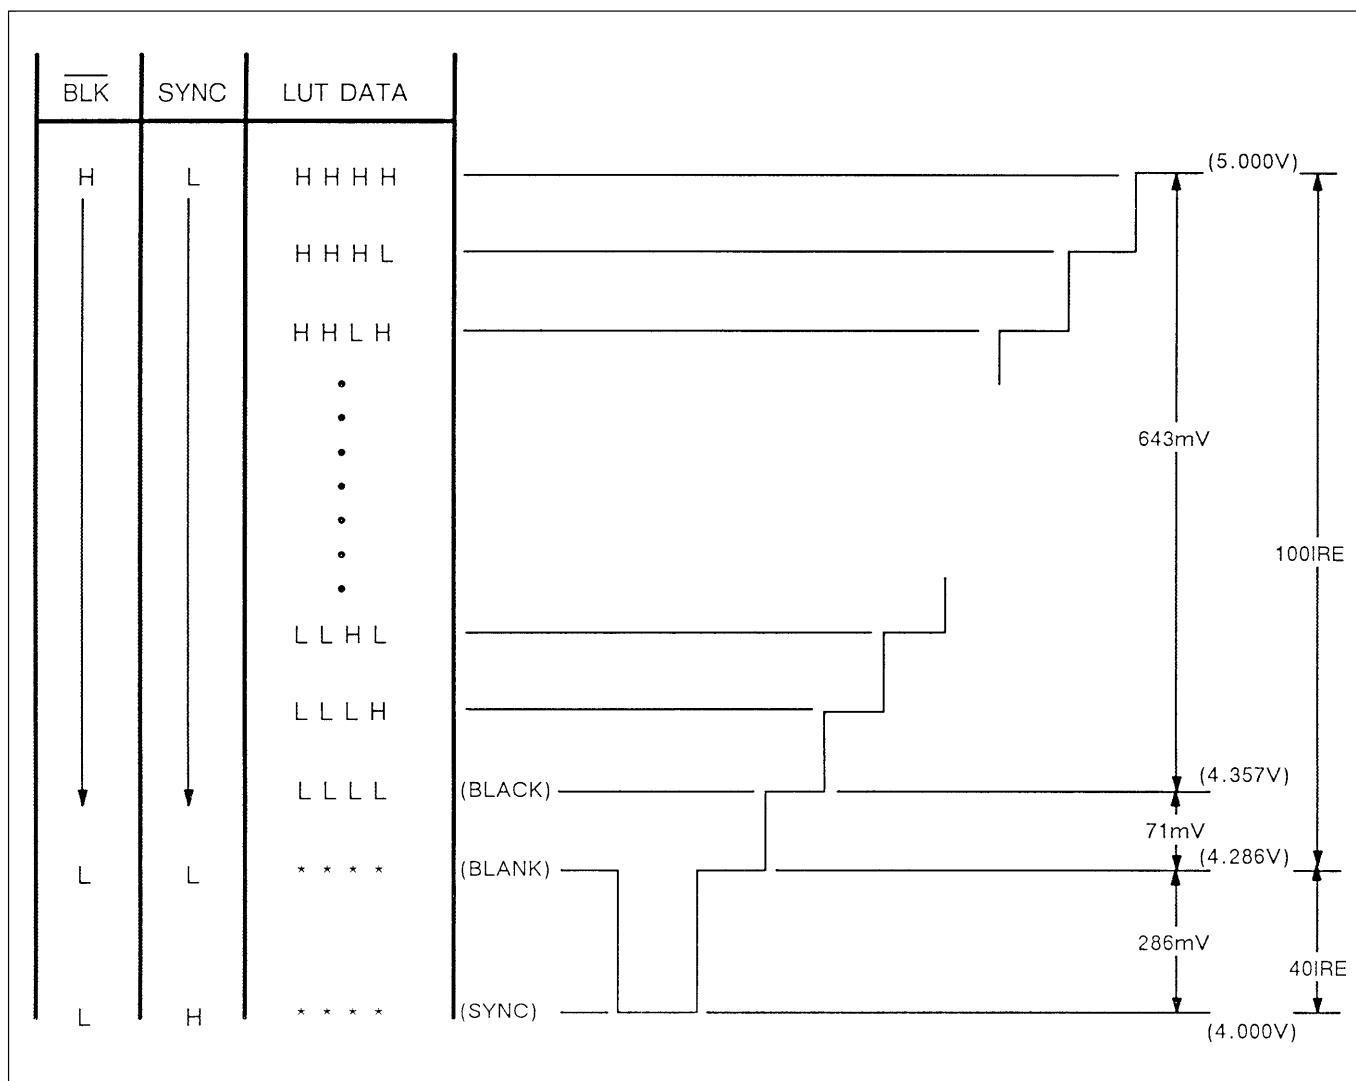 BLK SYNC LUT DATA
H L H H H H (5.000V)
H H H L
H H L H
643mV
100IRE
L L H L
L L L H
L L L L (BLACK) (4.357V)
71mV
L L * * * * (BLANK) (4.286V)
286mV
40IRE
L H * * * * (SYNC)
(4.000V)